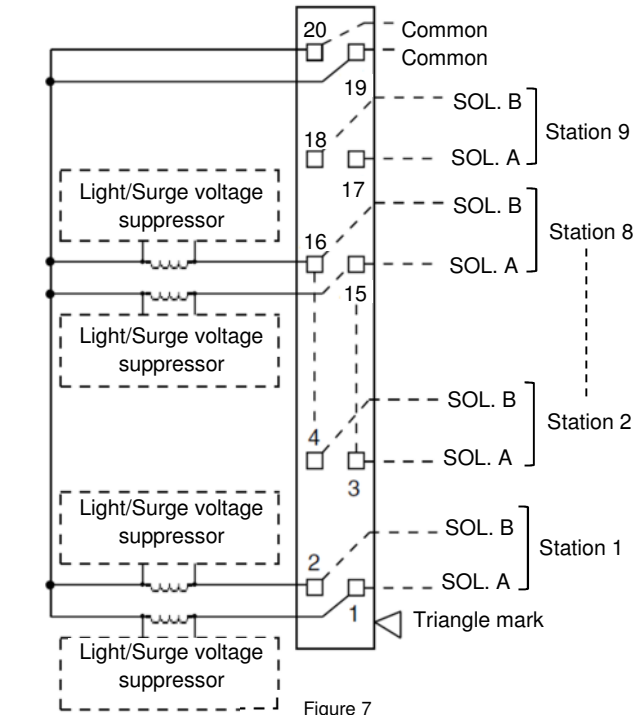 20
Common
Common
19
SOL. B
Station 9
18
SOL. A
Light/Surge voltage
suppressor
17
SOL. B
Station 8
16
SOL. A
15
Light/Surge voltage
suppressor
SOL. B
Station 2
4
SOL. A
3
Light/Surge voltage
suppressor
SOL. B
Station 1
2
SOL. A
1
Triangle mark
Light/Surge voltage
suppressor
Figure 7